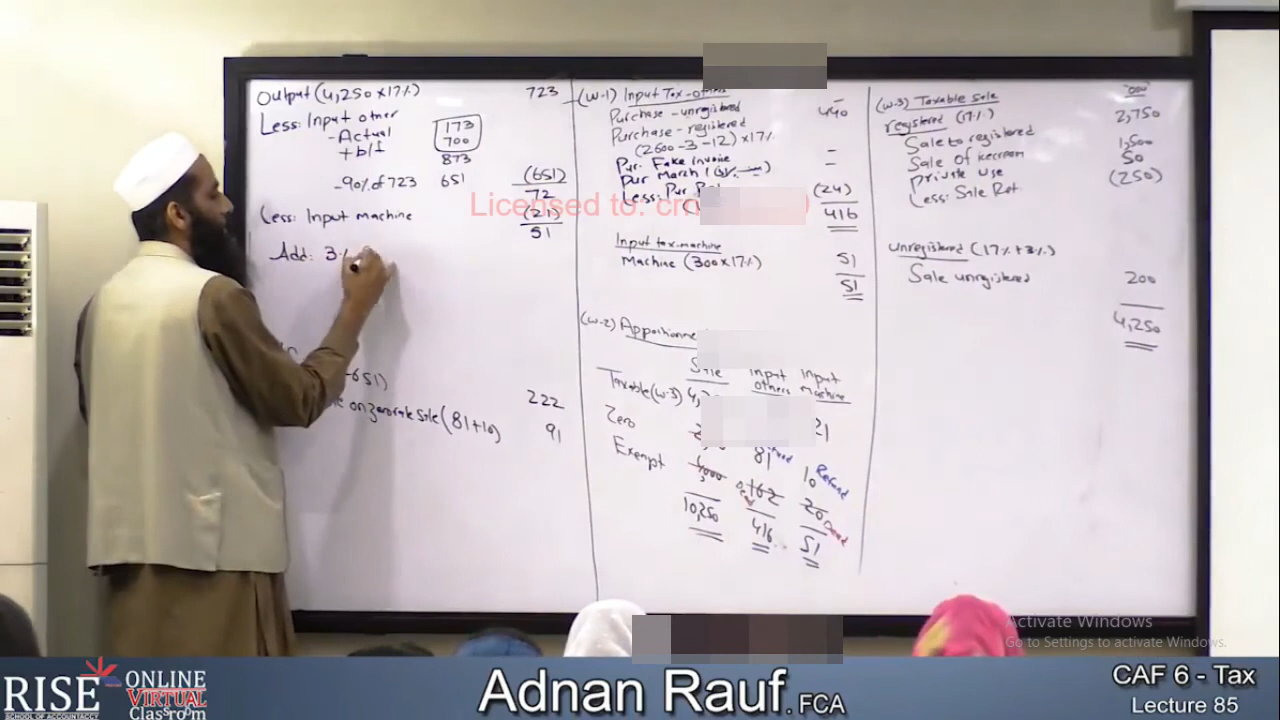 Output (4,250 x 17%) 723
Less: Input other
- Actual 173
+ b/f 700
873
- 90% of 723 651 (651)
72
Less: Input machine (21)
51
Add: 3%
651)
on zero rate Sale (81+10) 91
222
(W-1) Input Tax - others
Purchase - unregistered -
Purchase - registered 440
(2600-3-12) x 17%
Pur. Fake invoice -
Pur March -
Less: Pur (24)
416
Input tax - machine
Machine (300 x 17%) 51
51
(W-2) Apportionme
Sale Input others Input machine
Taxable (W-3) 4, 21
Zero 81 10 Refund
Exempt 162 20
10,250 416 51
(W-3) Taxable Sale "000"
registered (17%)
Sale to registered 2,750
Sale of 1,500
Private use 50
Less: Sale Ret (250)
Unregistered (17% + 3%)
Sale unregistered 200
4,250
Licensed to: cr
Activate Windows
Go to Settings to activate Windows.
RISE
SCHOOL OF ACCOUNTANCY
ONLINE
VIRTUAL
Classroom
Adnan Rauf. FCA
CAF 6 - Tax
Lecture 85